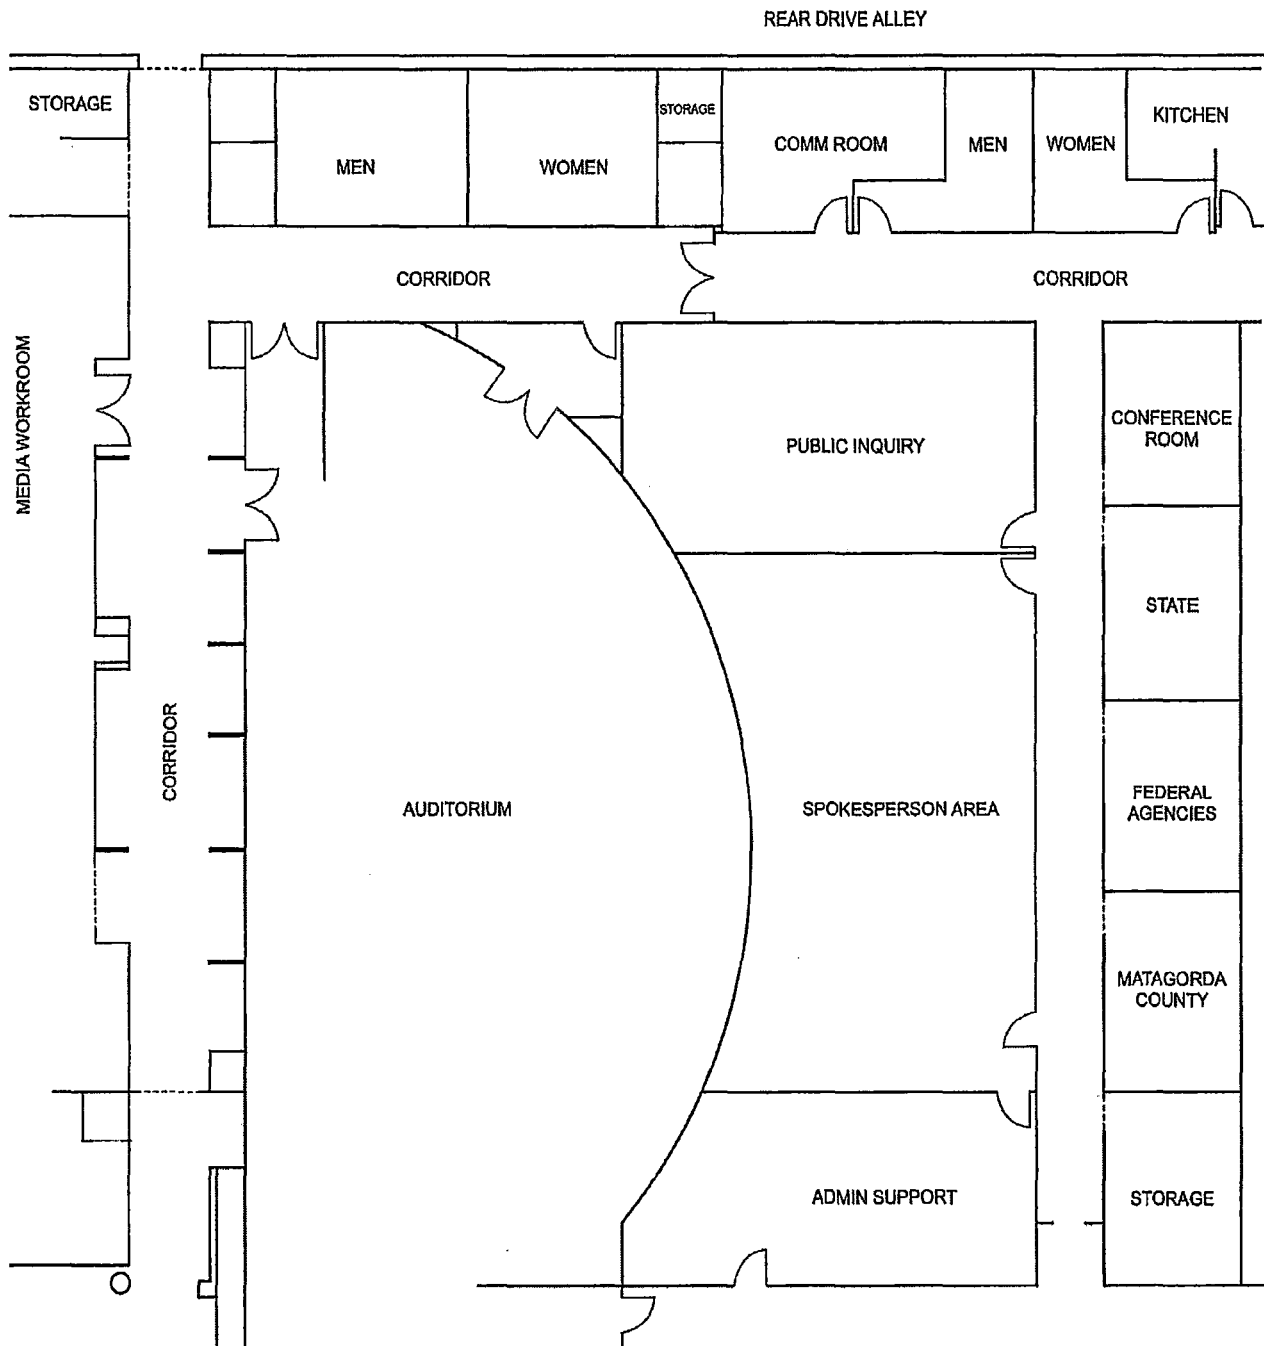 REAR DRIVE ALLEY
STORAGE
MEN
WOMEN
STORAGE
COMM ROOM
MEN
WOMEN
KITCHEN
CORRIDOR
CORRIDOR
MEDIA WORKROOM
PUBLIC INQUIRY
CONFERENCE
ROOM
STATE
CORRIDOR
AUDITORIUM
SPOKESPERSON AREA
FEDERAL
AGENCIES
MATAGORDA
COUNTY
ADMIN SUPPORT
STORAGE